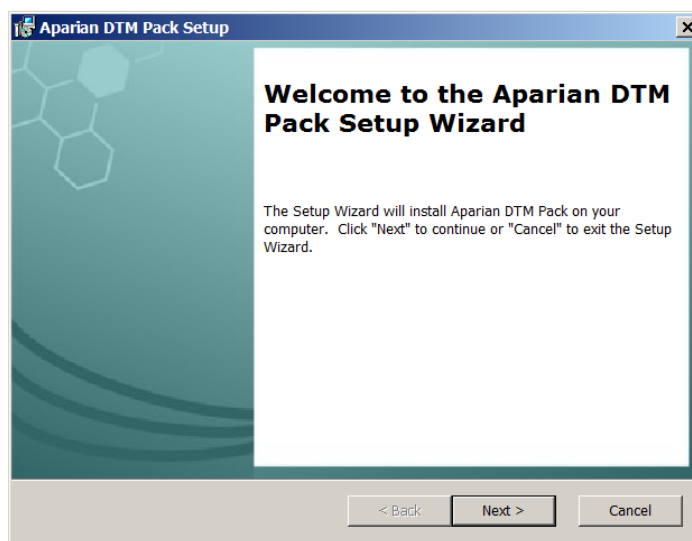 Aparian DTM Pack Setup
Welcome to the Aparian DTM
Pack Setup Wizard
The Setup Wizard will install Aparian DTM Pack on your
computer. Click "Next" to continue or "Cancel" to exit the Setup
Wizard.
< Back Next > Cancel